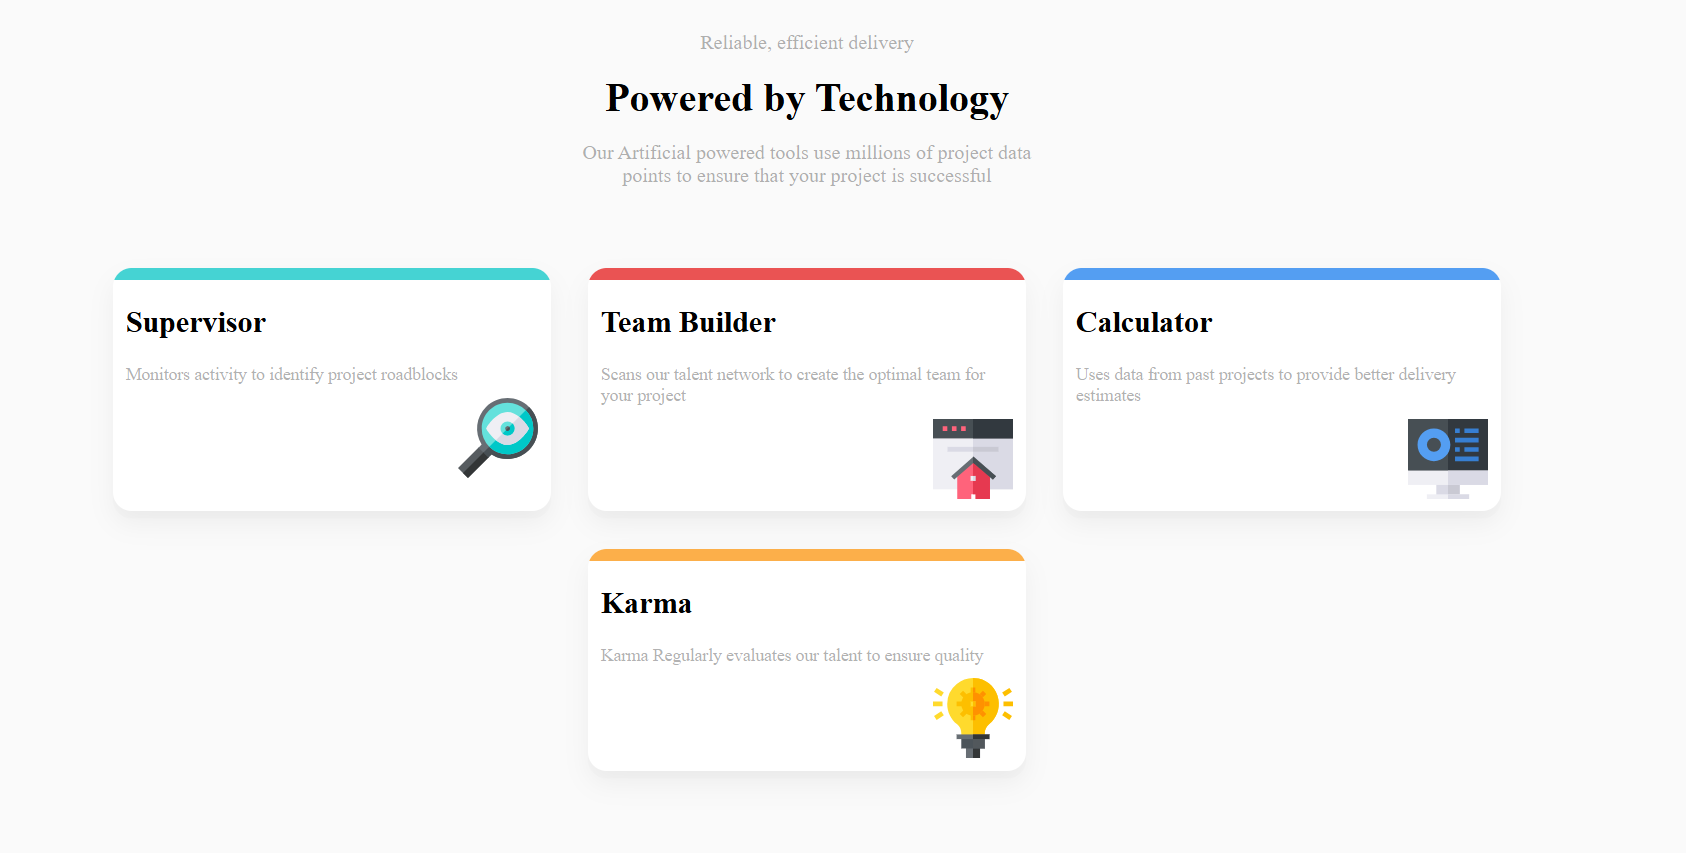 Reliable, efficient delivery
Powered by Technology
Our Artificial powered tools use millions of project data
points to ensure that your project is successful
Supervisor
Monitors activity to identify project roadblocks
Team Builder
Scans our talent network to create the optimal team for
your project
Calculator
Uses data from past projects to provide better delivery
estimates
Karma
Karma Regularly evaluates our talent to ensure quality